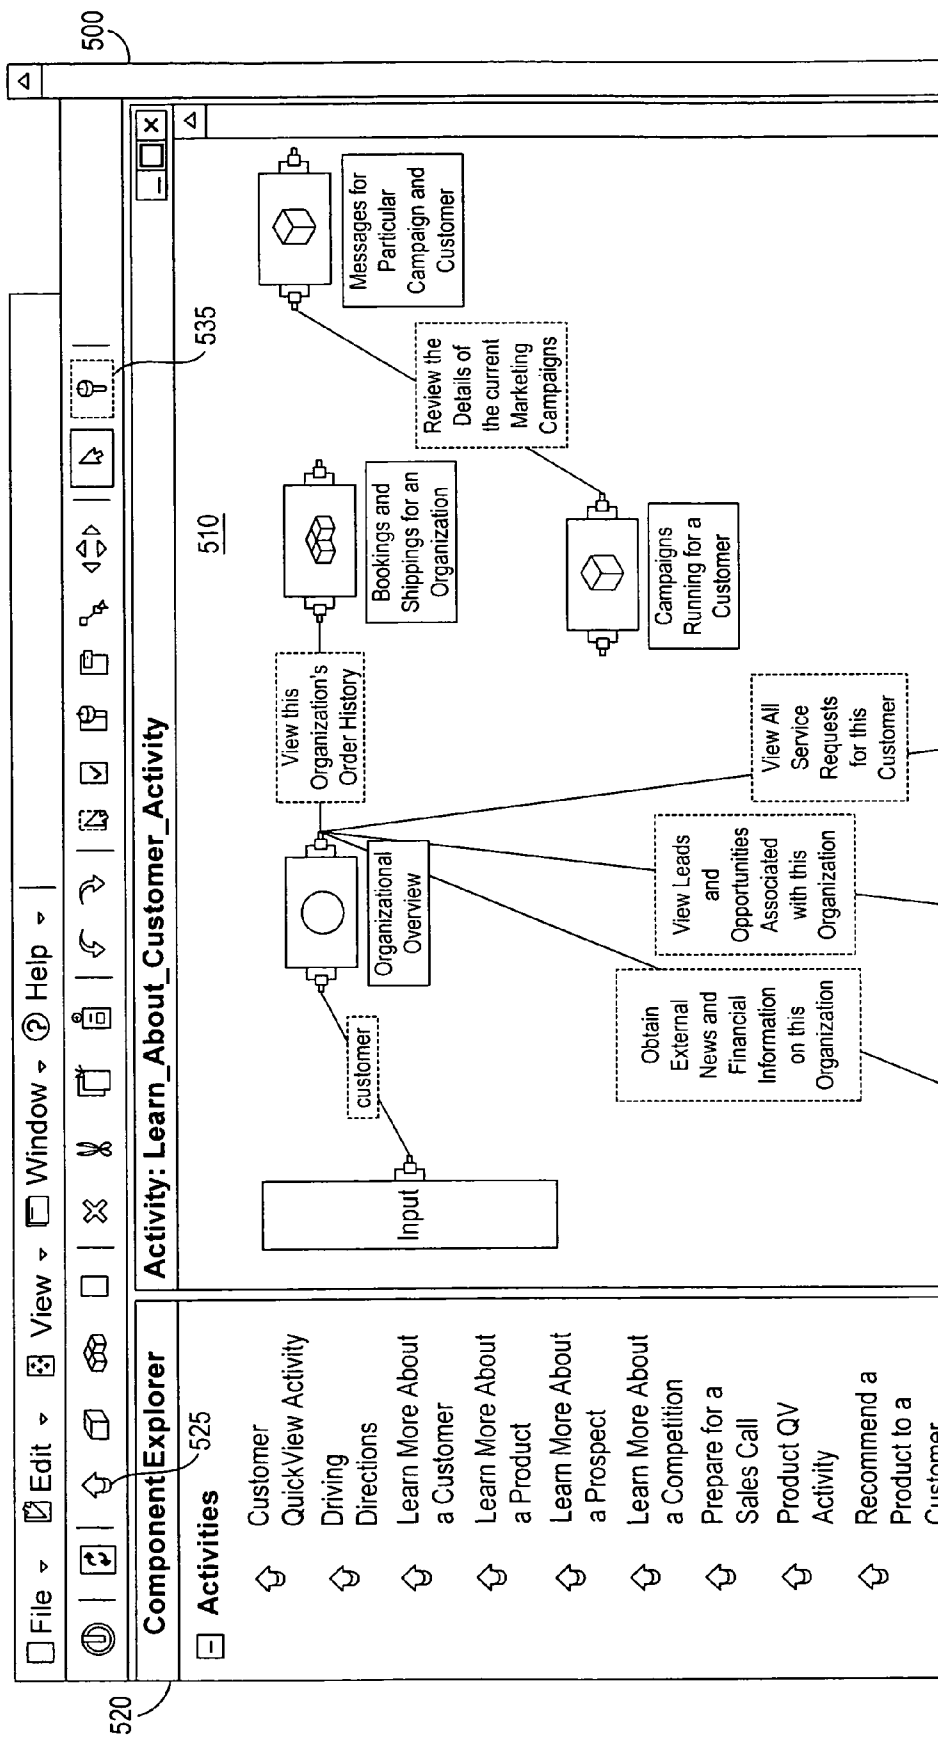 500
File
Edit
View
Window
Help
535
ComponentExplorer
Activity: Learn_About_Customer_Activity
520
525
Activities
Customer
QuickView Activity
Driving
Directions
Learn More About
a Customer
Learn More About
a Product
Learn More About
a Prospect
Learn More About
a Competition
Prepare for a
Sales Call
Product QV
Activity
Recommend a
Product to a
Customer
510
Input
customer
Organizational
Overview
View this
Organization's
Order History
Bookings and
Shippings for an
Organization
Messages for
Particular
Campaign and
Customer
Review the
Details of
the current
Marketing
Campaigns
Campaigns
Running for a
Customer
View All
Service
Requests
for this
Customer
View Leads
and
Opportunities
Associated
with this
Organization
Obtain
External
News and
Financial
Information
on this
Organization